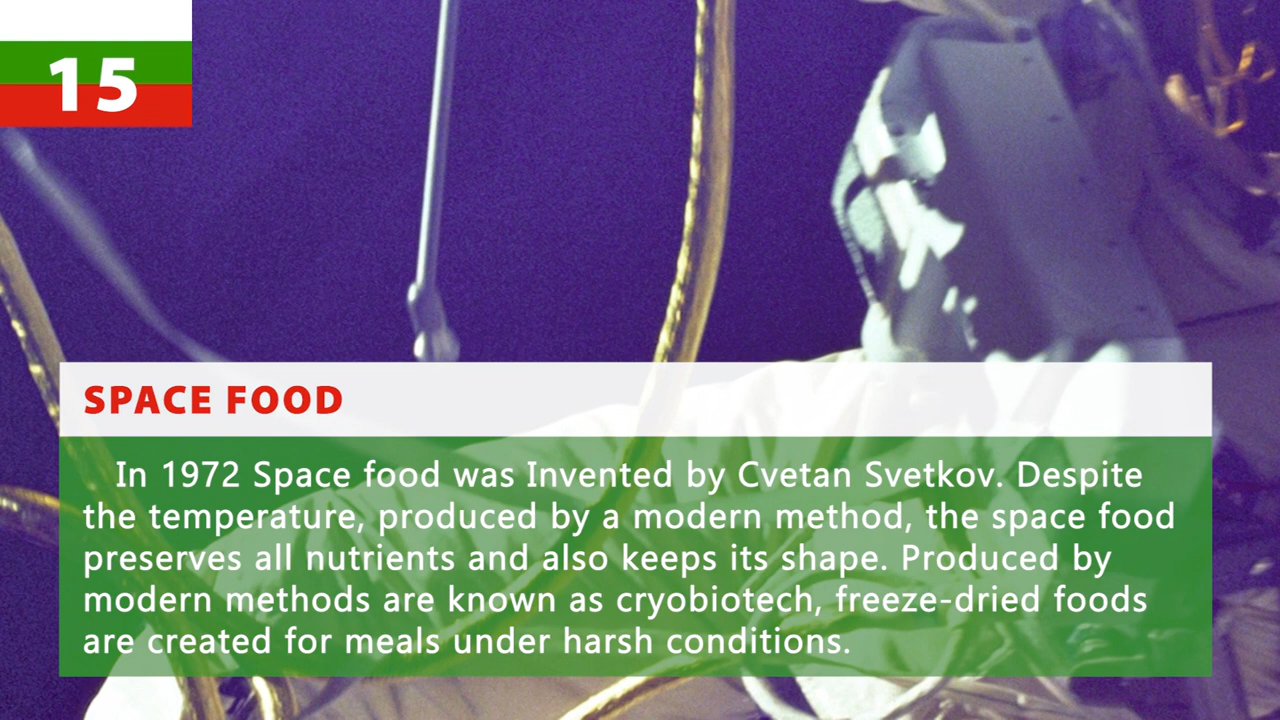 15
SPACE FOOD
In 1972 Space food was Invented by Cvetan Svetkov. Despite
the temperature, produced by a modern method, the space food
preserves all nutrients and also keeps its shape. Produced by
modern methods are known as cryobiotech, freeze-dried foods
are created for meals under harsh conditions.